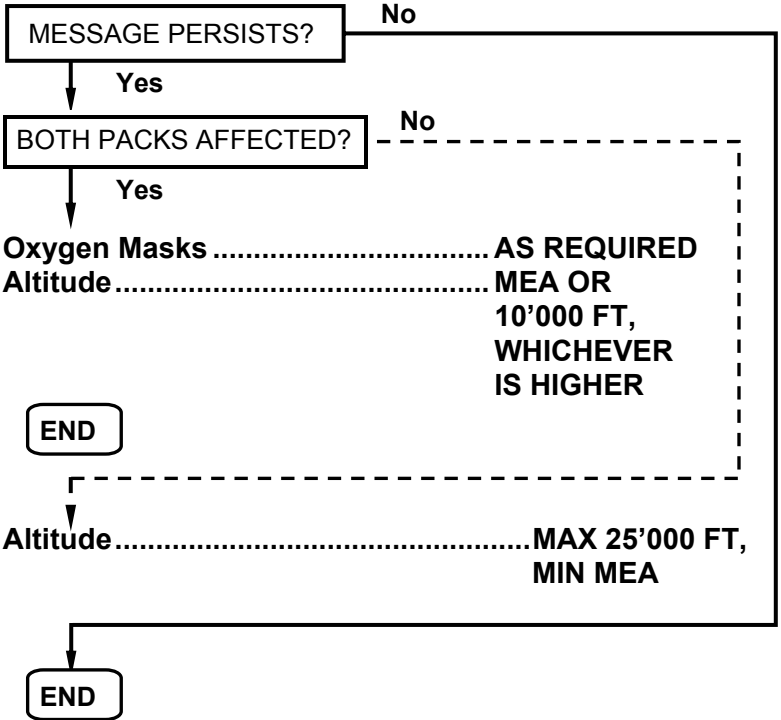 No
MESSAGE PERSISTS?
Yes
BOTH PACKS AFFECTED?
No
Yes
Oxygen Masks .................................. AS REQUIRED
Altitude .............................................. MEA OR
10’000 FT,
WHICHEVER
IS HIGHER
END
Altitude ...................................................MAX 25’000 FT,
MIN MEA
END